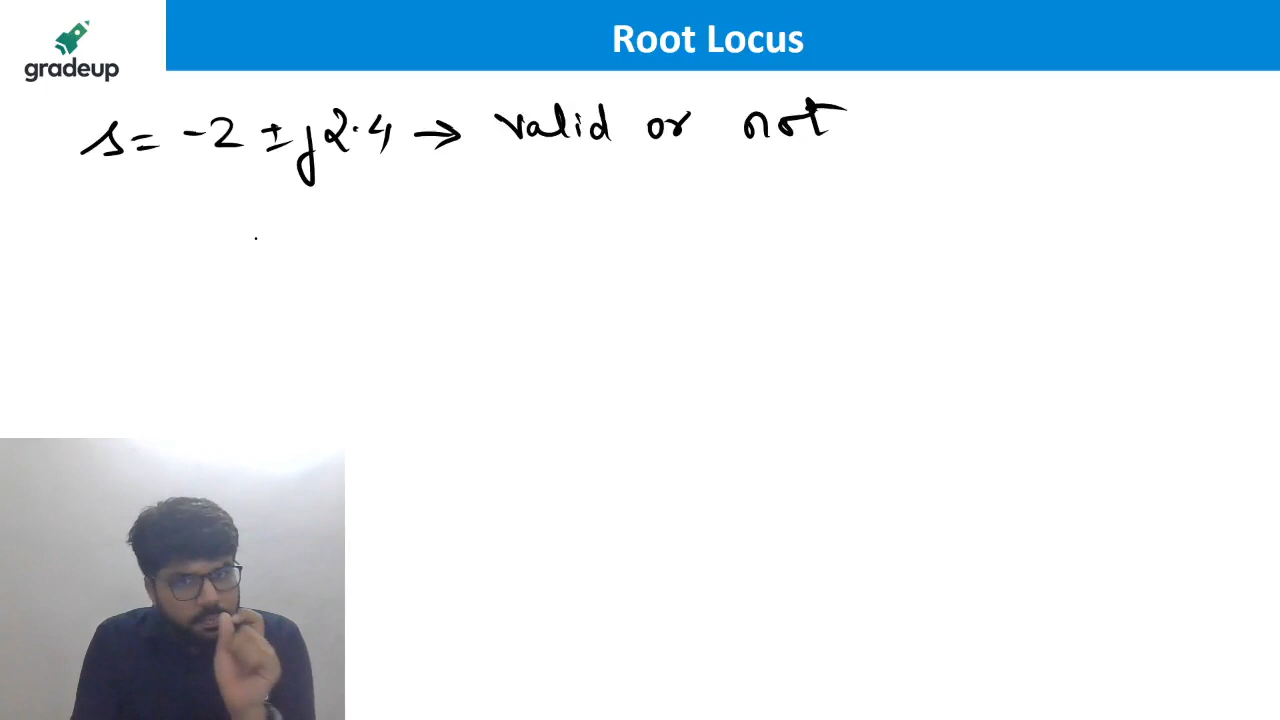 gradeup
Root Locus
s = -2 ± j2.4 → valid or not